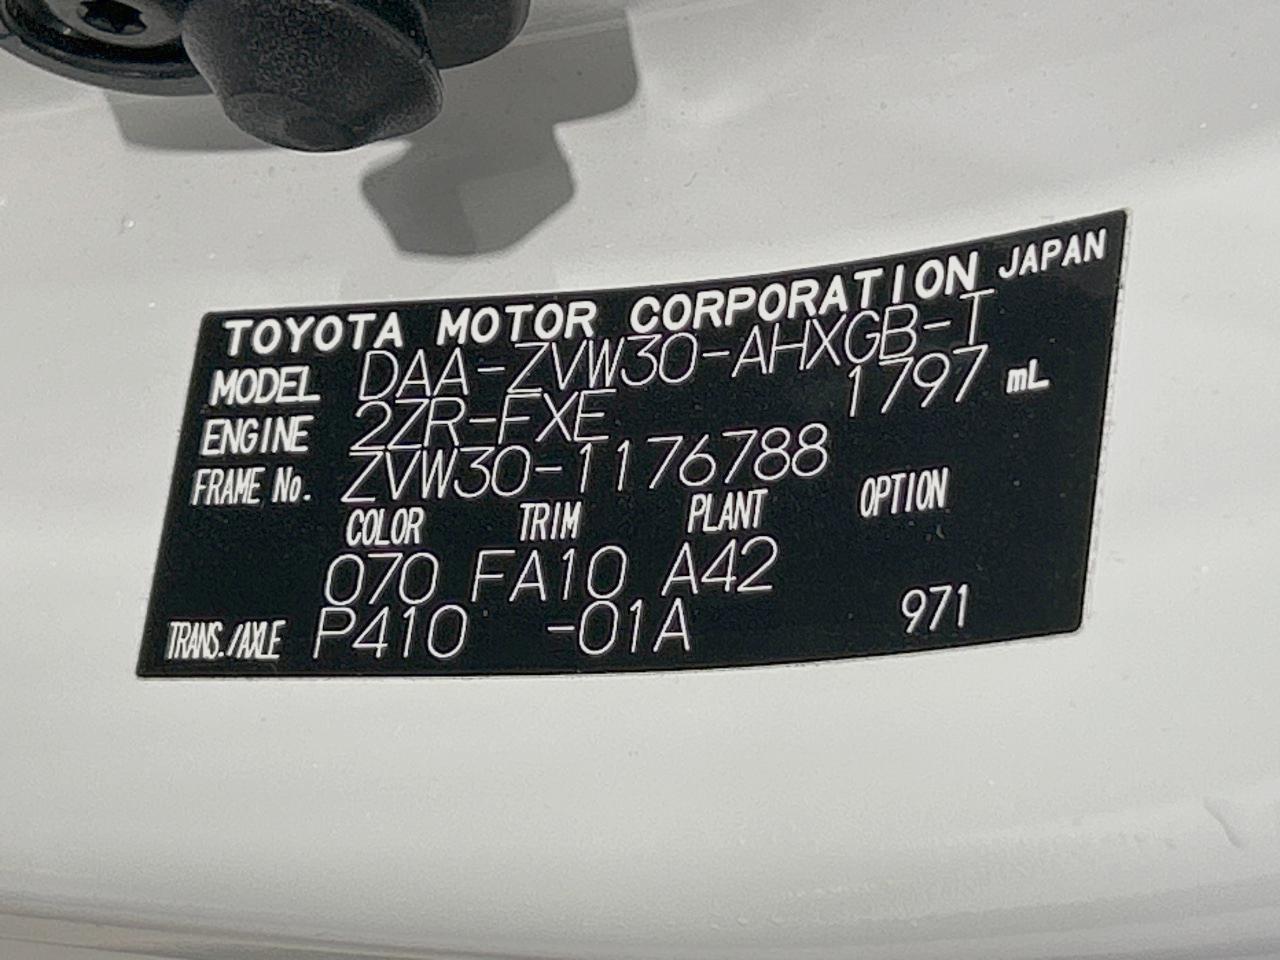 TOYOTA MOTOR CORPORATION JAPAN
MODEL DAA-ZVW30-AHXGB-T
ENGINE 2ZR-FXE 1797 mL
FRAME No. ZVW30-1176788
COLOR TRIM PLANT OPTION
070 FA10 A42
TRANS./AXLE P410 -01A 971